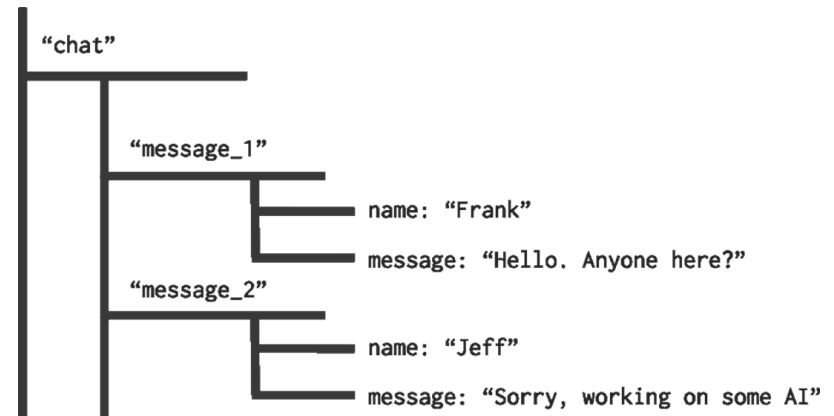 “chat”
“message_1”
name: “Frank”
message: “Hello. Anyone here?”
“message_2”
name: “Jeff”
message: “Sorry, working on some AI”